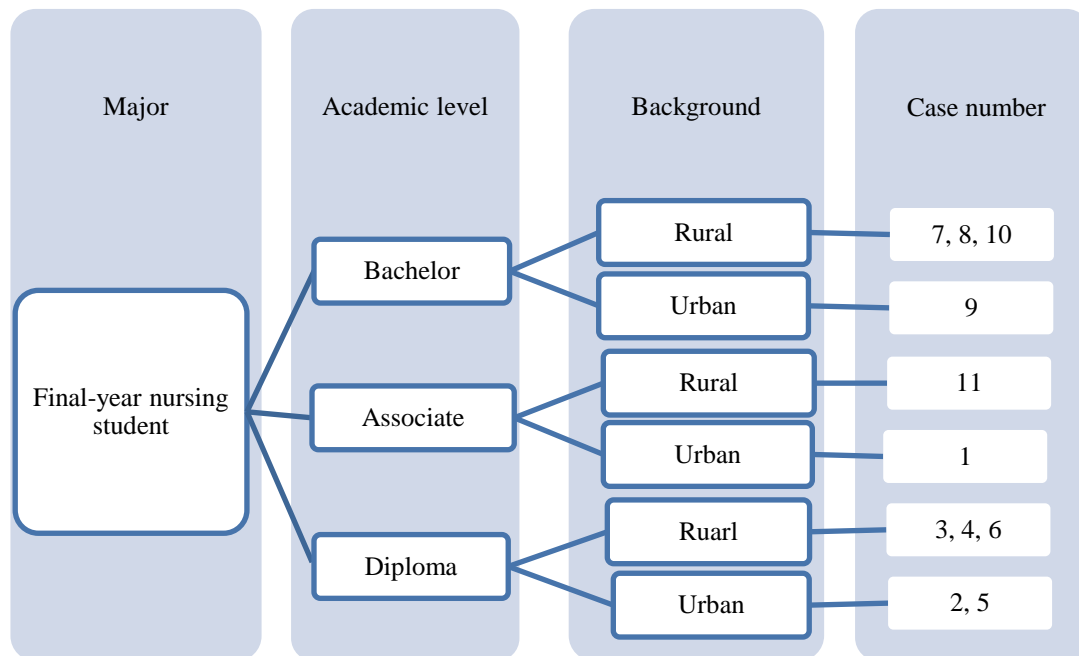 Major
Academic level
Background
Case number
Final-year nursing
student
Bachelor
Rural
7, 8, 10
Urban
9
Associate
Rural
11
Urban
1
Diploma
Ruarl
3, 4, 6
Urban
2, 5